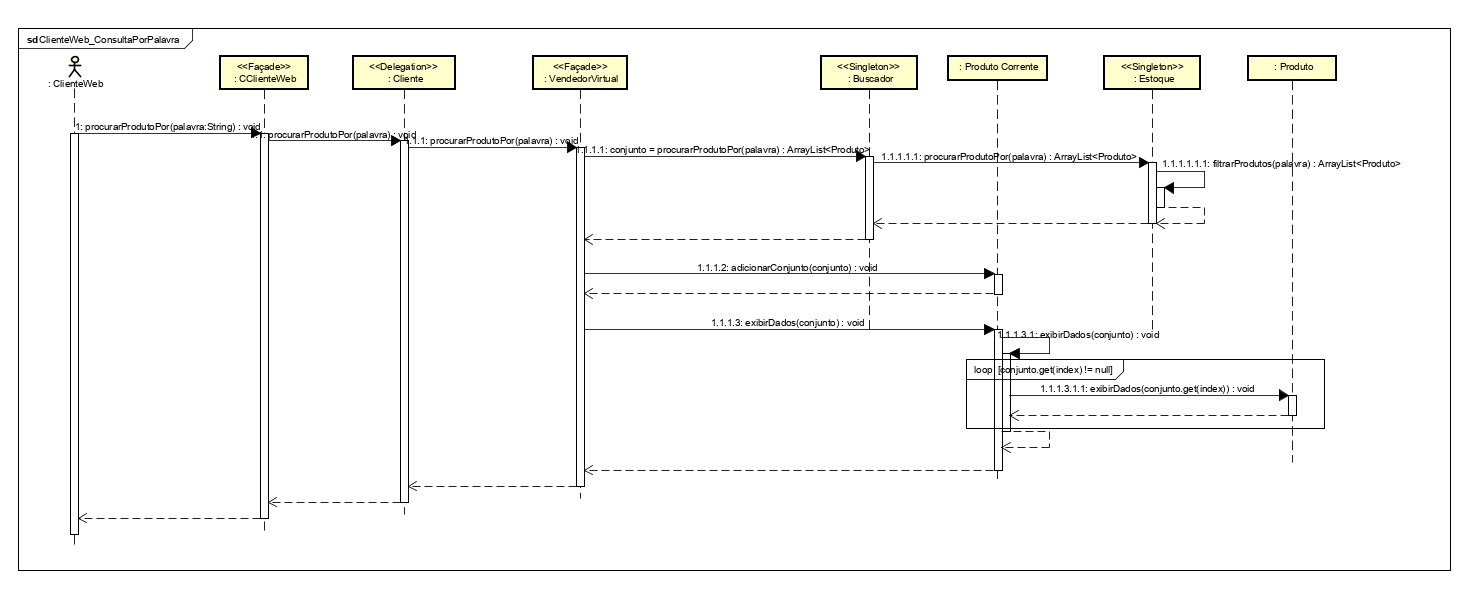 sd ClienteWeb_ConsultaPorPalavra
: ClienteWeb
<<Façade>>
: CClienteWeb
<<Delegation>>
: Cliente
<<Façade>>
: VendedorVirtual
<<Singleton>>
: Buscador
: Produto Corrente
<<Singleton>>
: Estoque
: Produto
1: procurarProdutoPor(palavra:String) : void
procurarProdutoPor(palavra) : void
1.1.1: procurarProdutoPor(palavra) : void
1.1.1.1: conjunto = procurarProdutoPor(palavra) : ArrayList<Produto>
1.1.1.1.1: procurarProdutoPor(palavra) : ArrayList<Produto>
1.1.1.1.1.1: filtrarProdutos(palavra) : ArrayList<Produto>
1.1.1.2: adicionarConjunto(conjunto) : void
1.1.1.3: exibirDados(conjunto) : void
1.1.1.3.1: exibirDados(conjunto) : void
loop [conjunto.get(index) != null]
1.1.1.3.1.1: exibirDados(conjunto.get(index)) : void